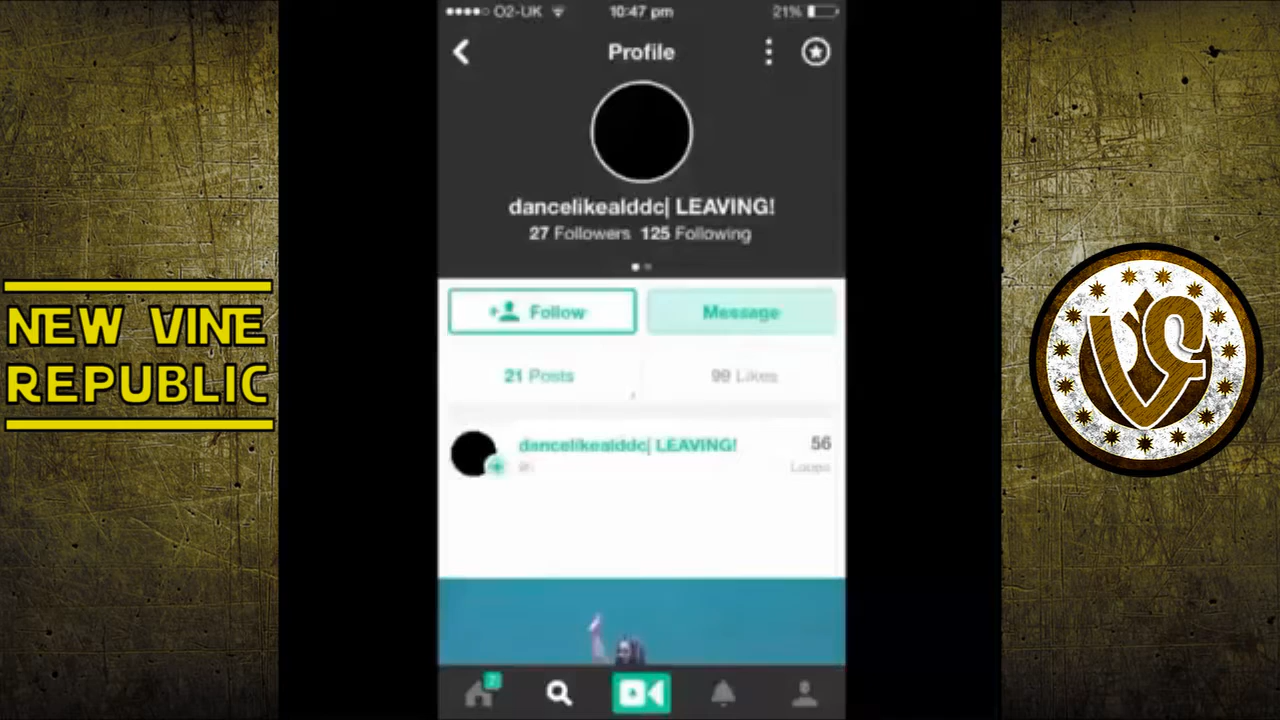 O2-UK 10:47 pm 21%
Profile
dancelikealddc| LEAVING!
27 Followers 125 Following
Follow Message
21 Posts 99 Likes
dancelikealddc| LEAVING! 56
Loops
NEW VINE
REPUBLIC